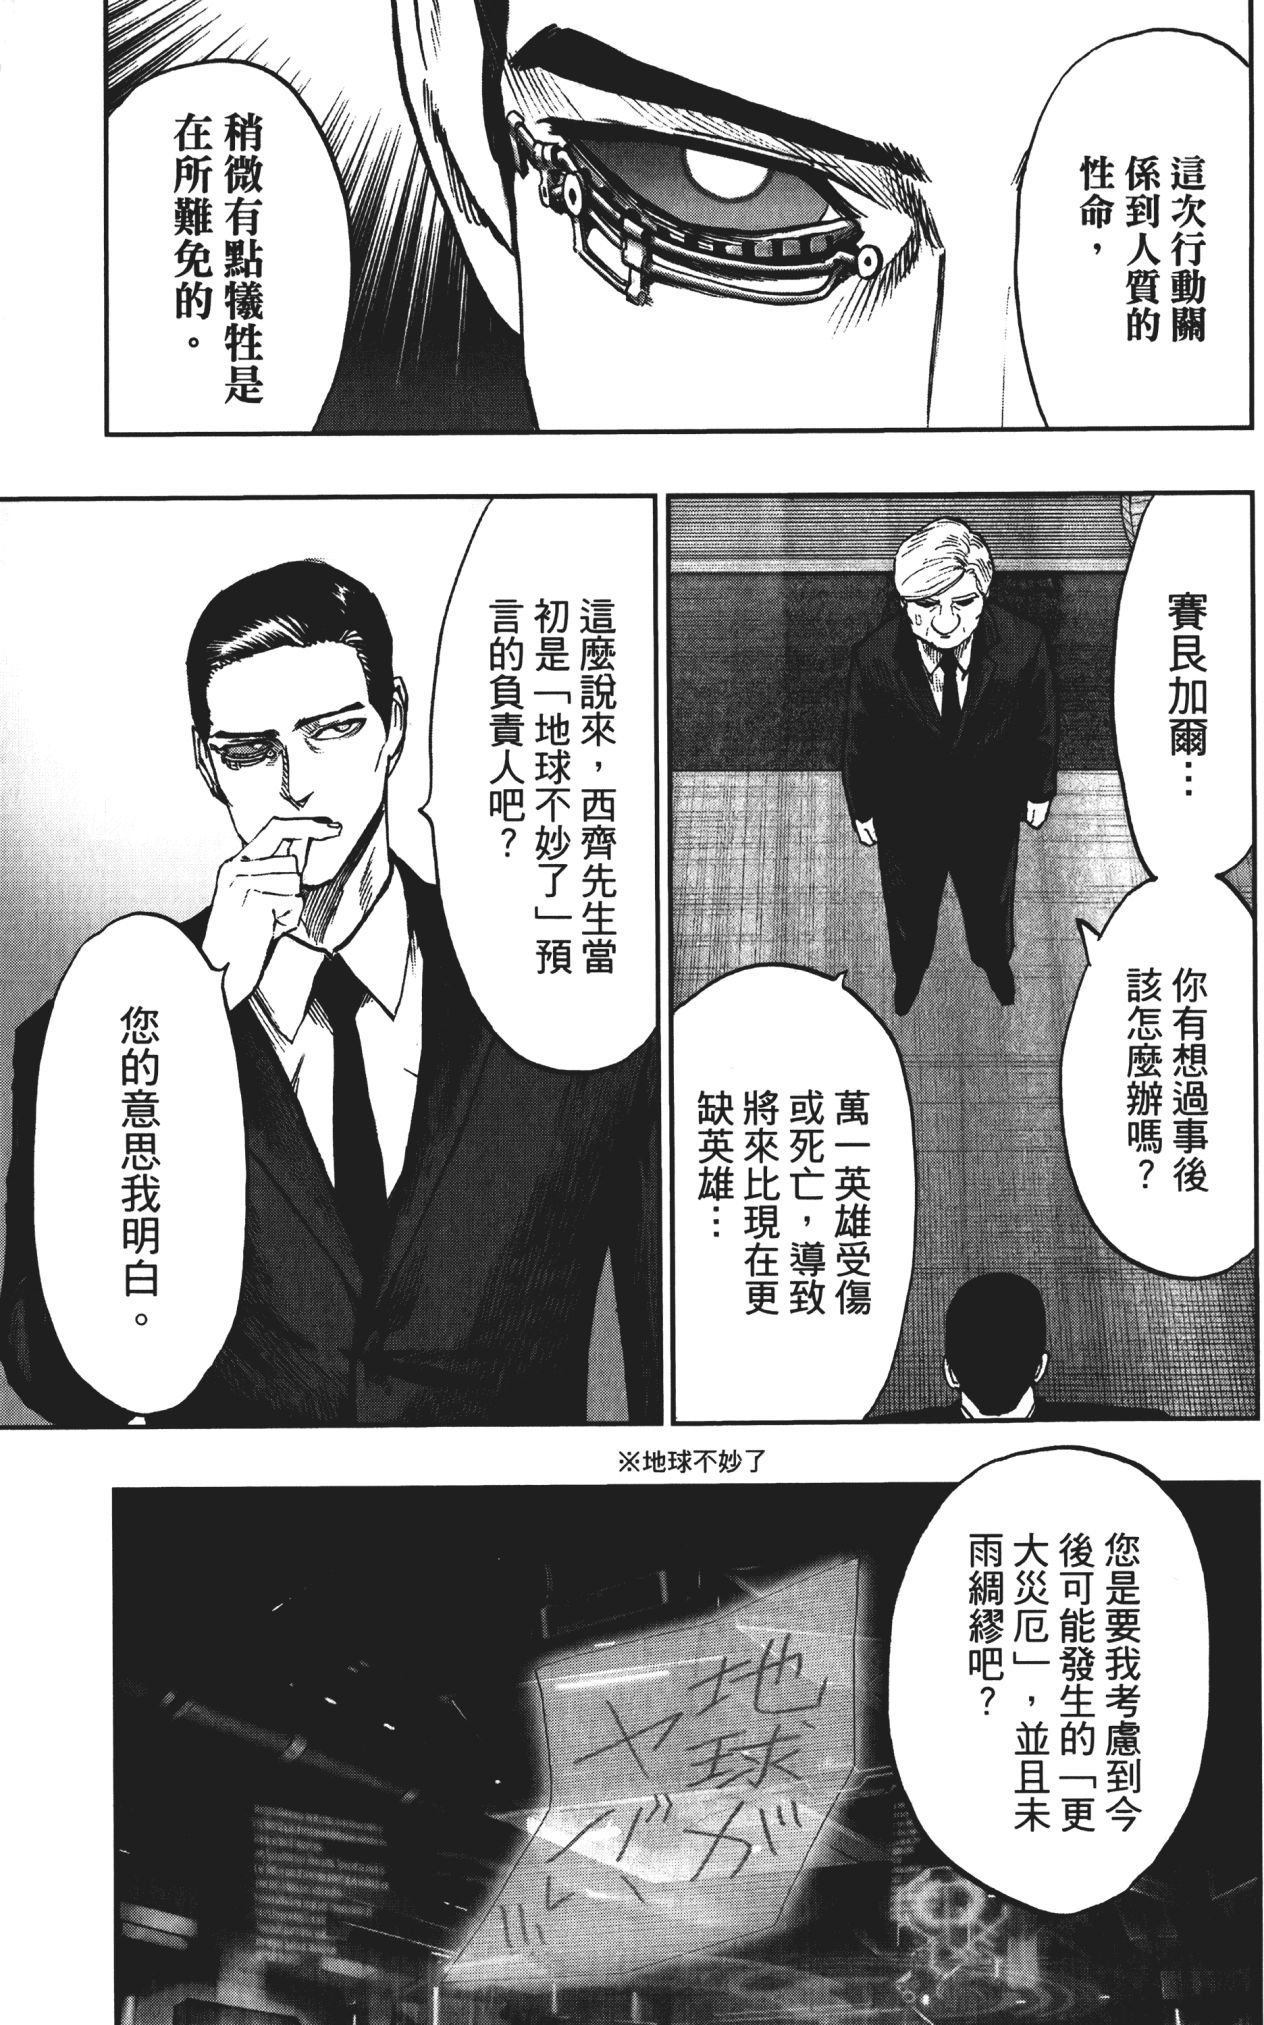 這次行動關
係到人質的
性命，
稍微有點犧牲是
在所難免的。
賽艮加爾…
你有想過事後
該怎麼辦嗎？
萬一英雄受傷
或死亡，導致
將來比現在更
缺英雄…
這麼說來，西齊先生當
初是「地球不妙了」預
言的負責人吧？
您的意思我明白。
※地球不妙了
您是要我考慮到今
後可能發生的「更
大災厄」，並且未
雨綢繆吧？
地球が
ヤバい!!!